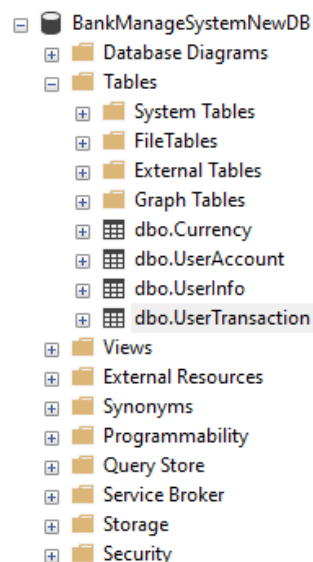 BankManageSystemNewDB
Database Diagrams
Tables
System Tables
FileTables
External Tables
Graph Tables
dbo.Currency
dbo.UserAccount
dbo.UserInfo
dbo.UserTransaction
Views
External Resources
Synonyms
Programmability
Query Store
Service Broker
Storage
Security